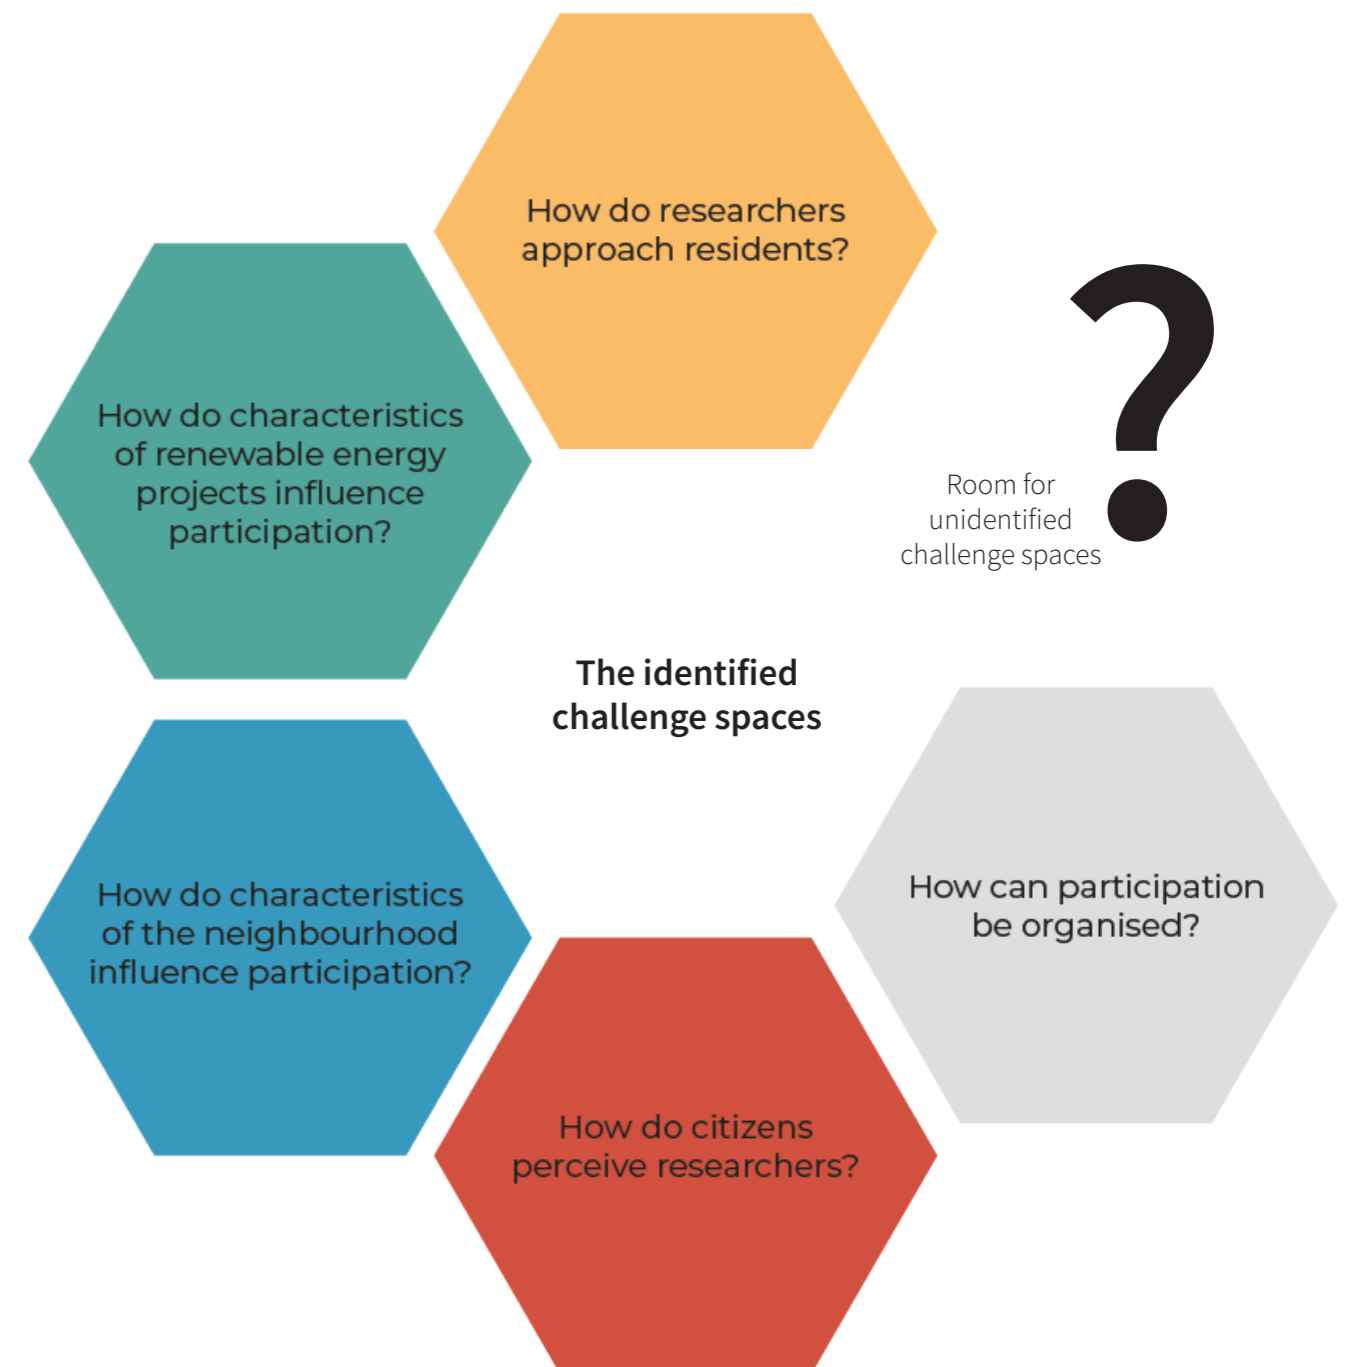 How do researchers
approach residents?
?
Room for
unidentified
challenge spaces
How do characteristics
of renewable energy
projects influence
participation?
The identified
challenge spaces
How do characteristics
of the neighbourhood
influence participation?
How can participation
be organised?
How do citizens
perceive researchers?